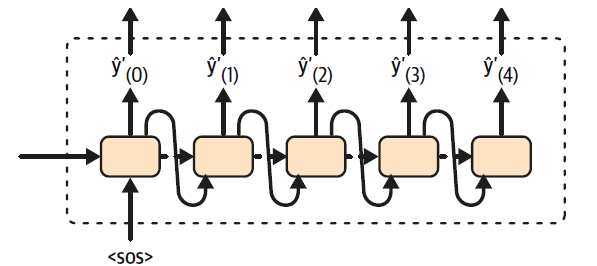 ŷ′(0) ŷ′(1) ŷ′(2) ŷ′(3) ŷ′(4)
<sos>